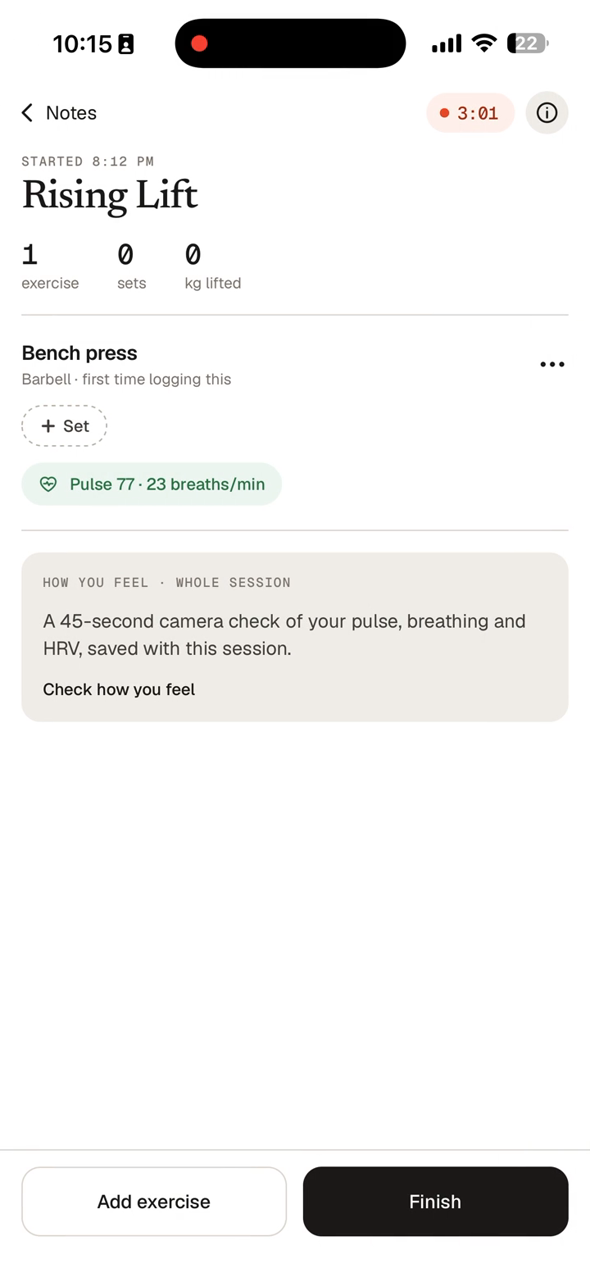 10:15
22
Notes
3:01
STARTED 8:12 PM
Rising Lift
1 0 0
exercise sets kg lifted
Bench press
Barbell · first time logging this
+ Set
Pulse 77 · 23 breaths/min
HOW YOU FEEL · WHOLE SESSION
A 45-second camera check of your pulse, breathing and
HRV, saved with this session.
Check how you feel
Add exercise
Finish